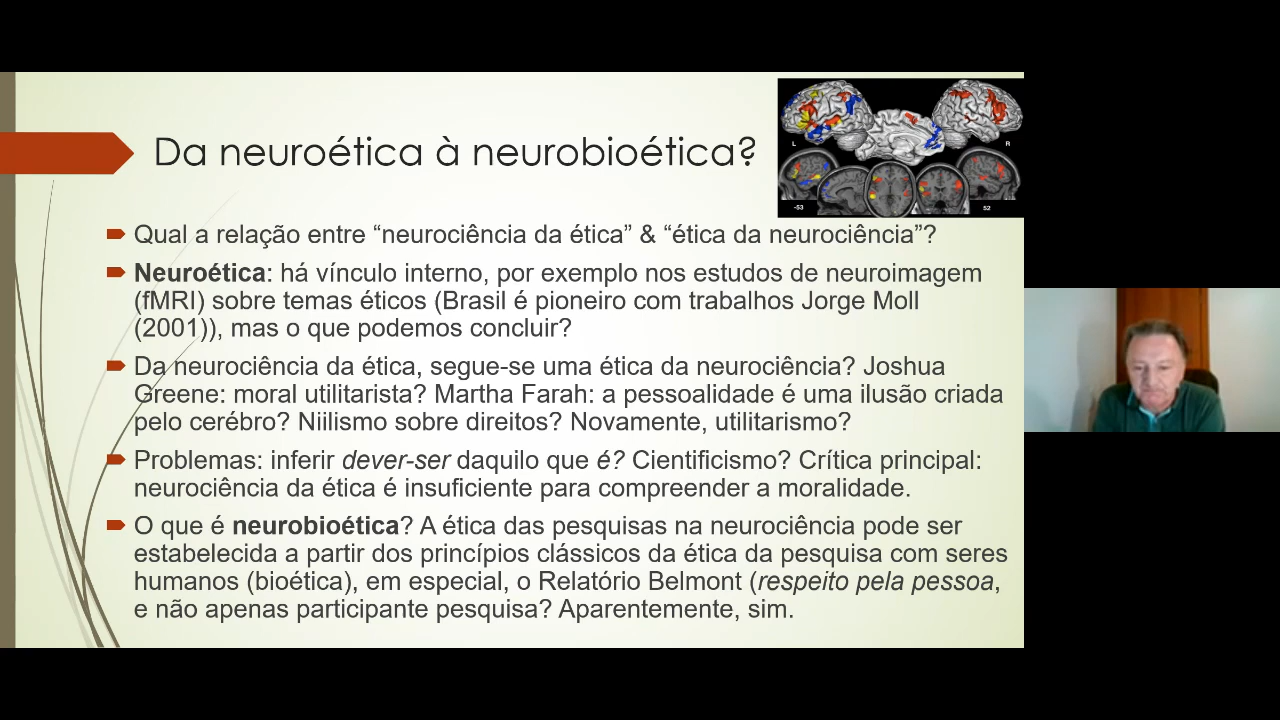 Da neuroética à neurobioética?
L
R
-53
52
Qual a relação entre “neurociência da ética” & “ética da neurociência”?
Neuroética: há vínculo interno, por exemplo nos estudos de neuroimagem
(fMRI) sobre temas éticos (Brasil é pioneiro com trabalhos Jorge Moll
(2001)), mas o que podemos concluir?
Da neurociência da ética, segue-se uma ética da neurociência? Joshua
Greene: moral utilitarista? Martha Farah: a pessoalidade é uma ilusão criada
pelo cerébro? Niilismo sobre direitos? Novamente, utilitarismo?
Problemas: inferir dever-ser daquilo que é? Cientificismo? Crítica principal:
neurociência da ética é insuficiente para compreender a moralidade.
O que é neurobioética? A ética das pesquisas na neurociência pode ser
estabelecida a partir dos princípios clássicos da ética da pesquisa com seres
humanos (bioética), em especial, o Relatório Belmont (respeito pela pessoa,
e não apenas participante pesquisa? Aparentemente, sim.